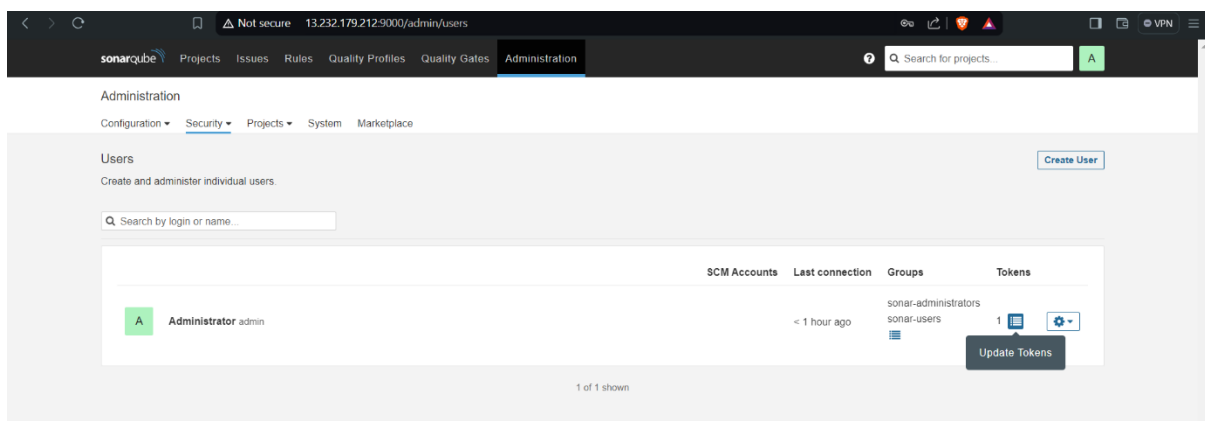 Not secure 13.232.179.212:9000/admin/users VPN
sonarqube Projects Issues Rules Quality Profiles Quality Gates Administration Search for projects... A
Administration
Configuration Security Projects System Marketplace
Users Create User
Create and administer individual users.
Search by login or name...
SCM Accounts Last connection Groups Tokens
sonar-administrators
A Administrator admin < 1 hour ago sonar-users 1
Update Tokens
1 of 1 shown